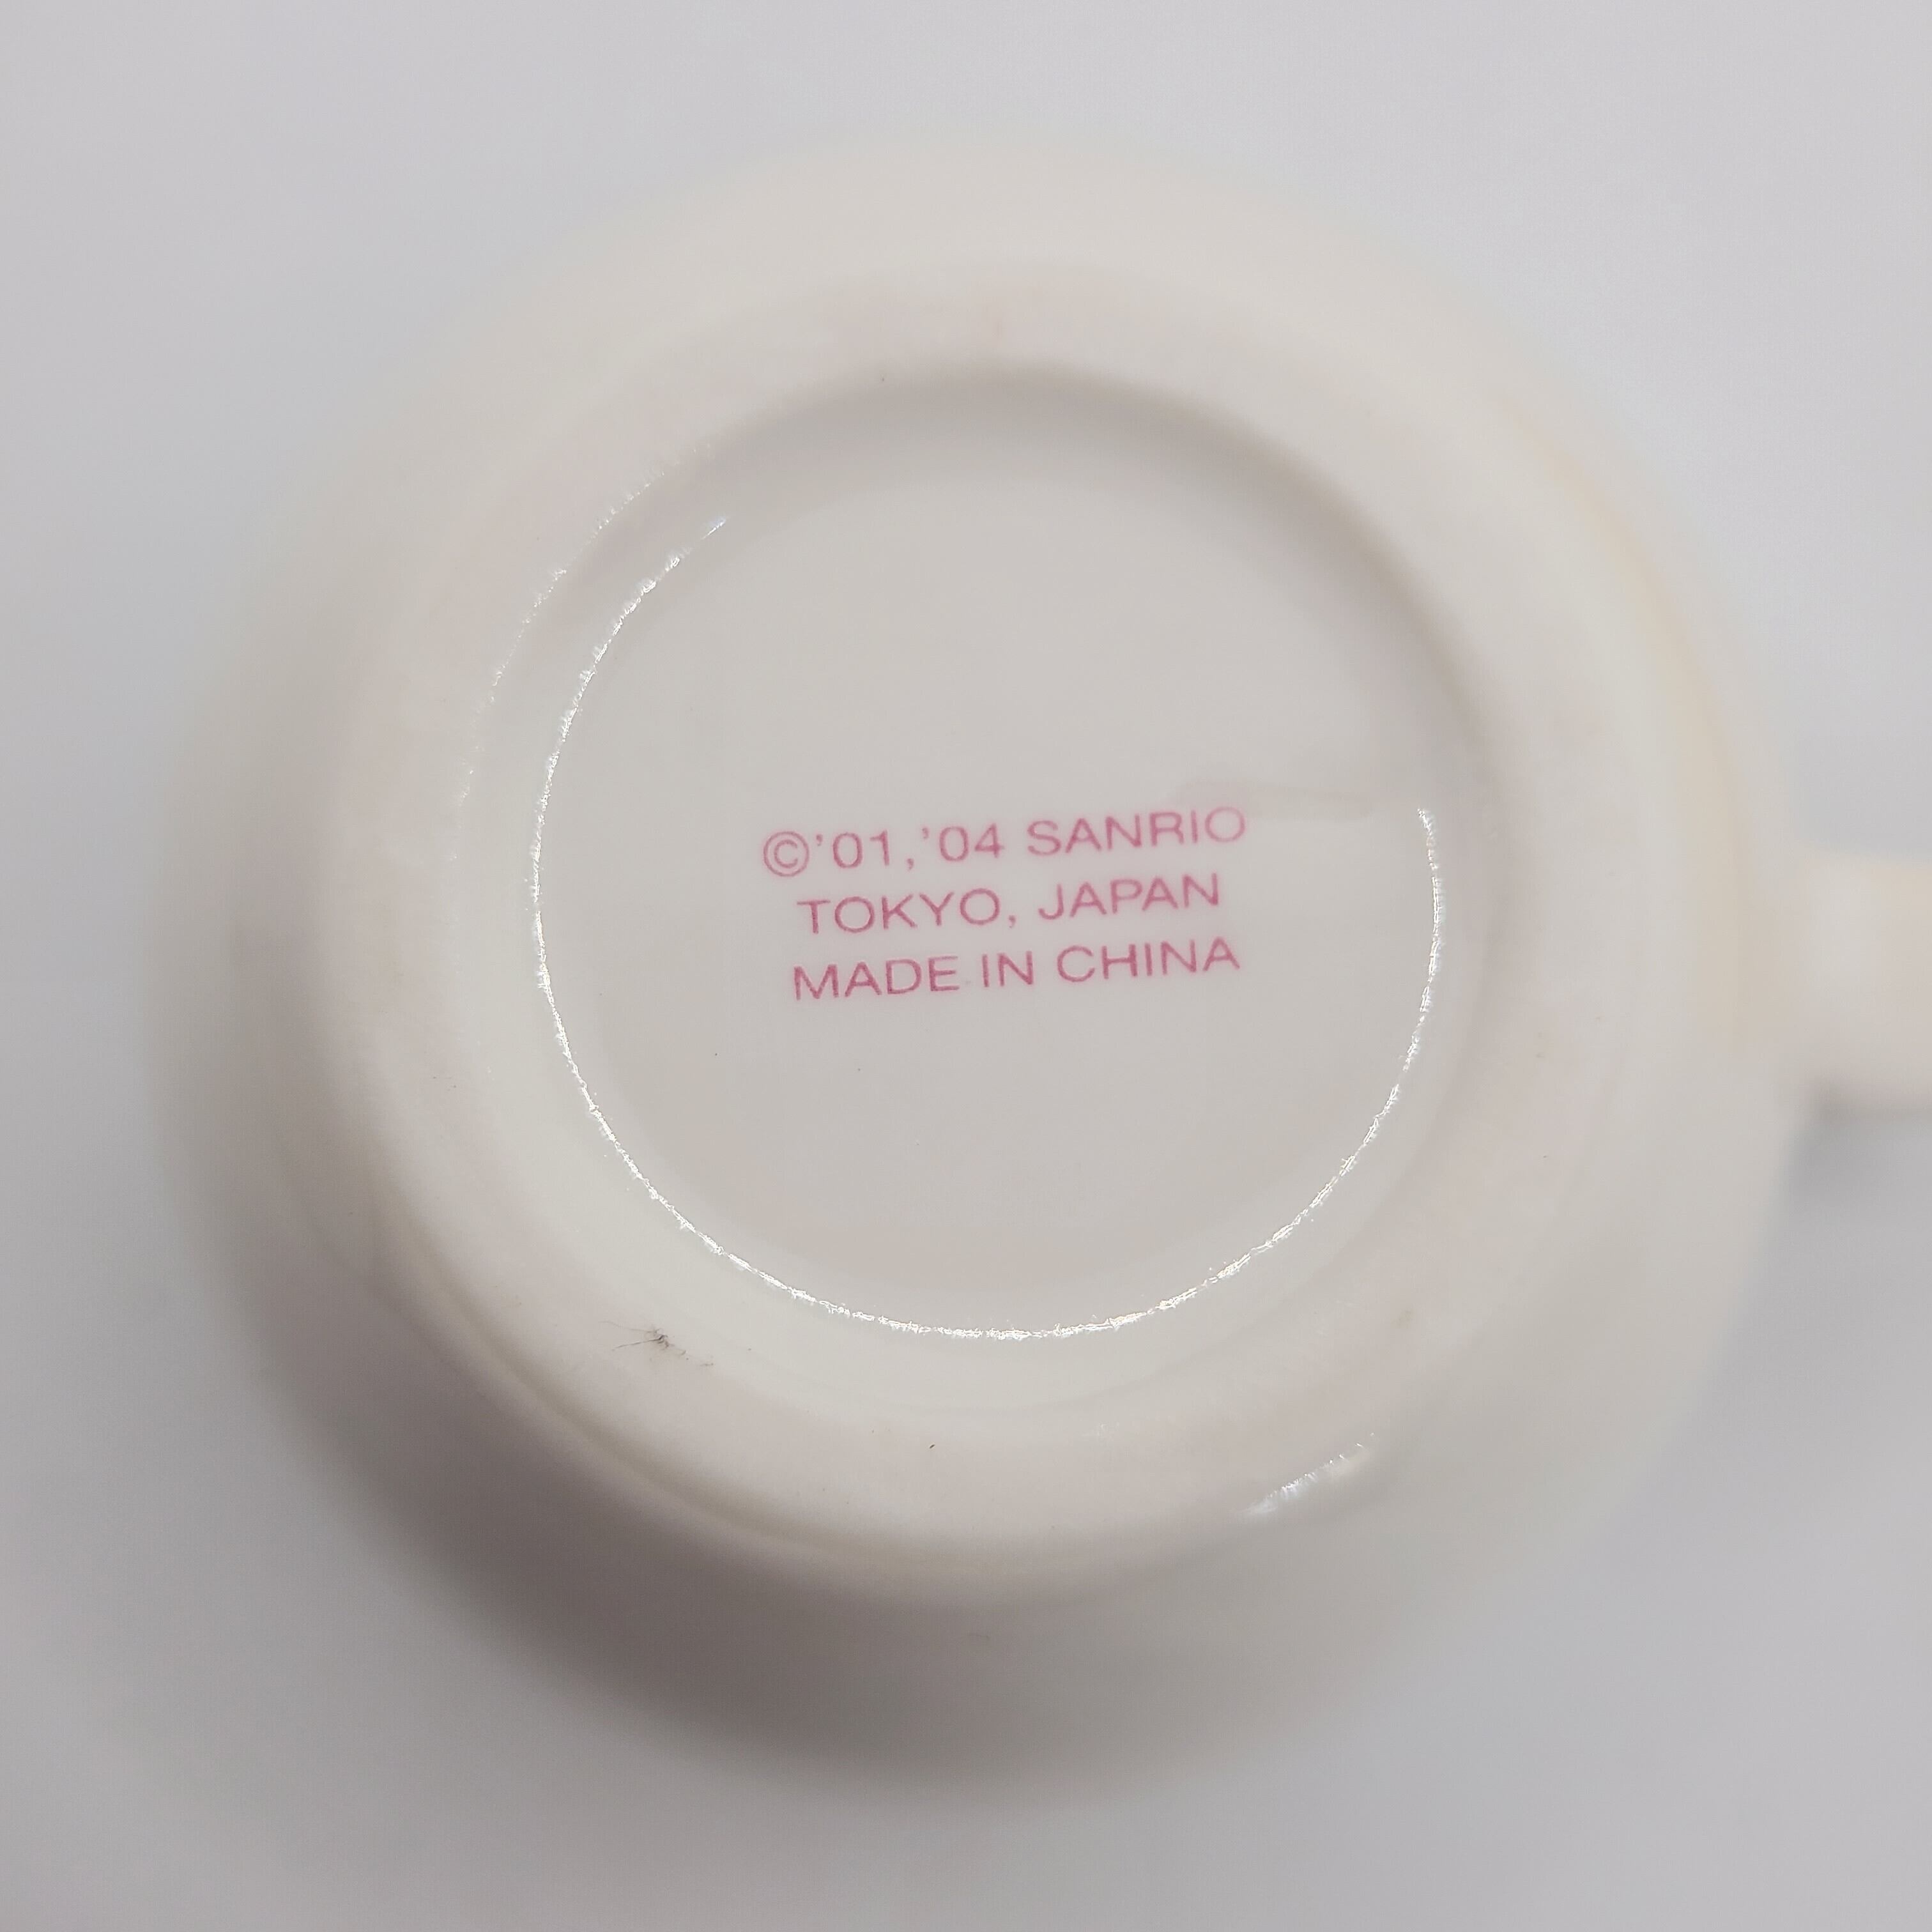 ©'01,'04 SANRIO
TOKYO, JAPAN
MADE IN CHINA